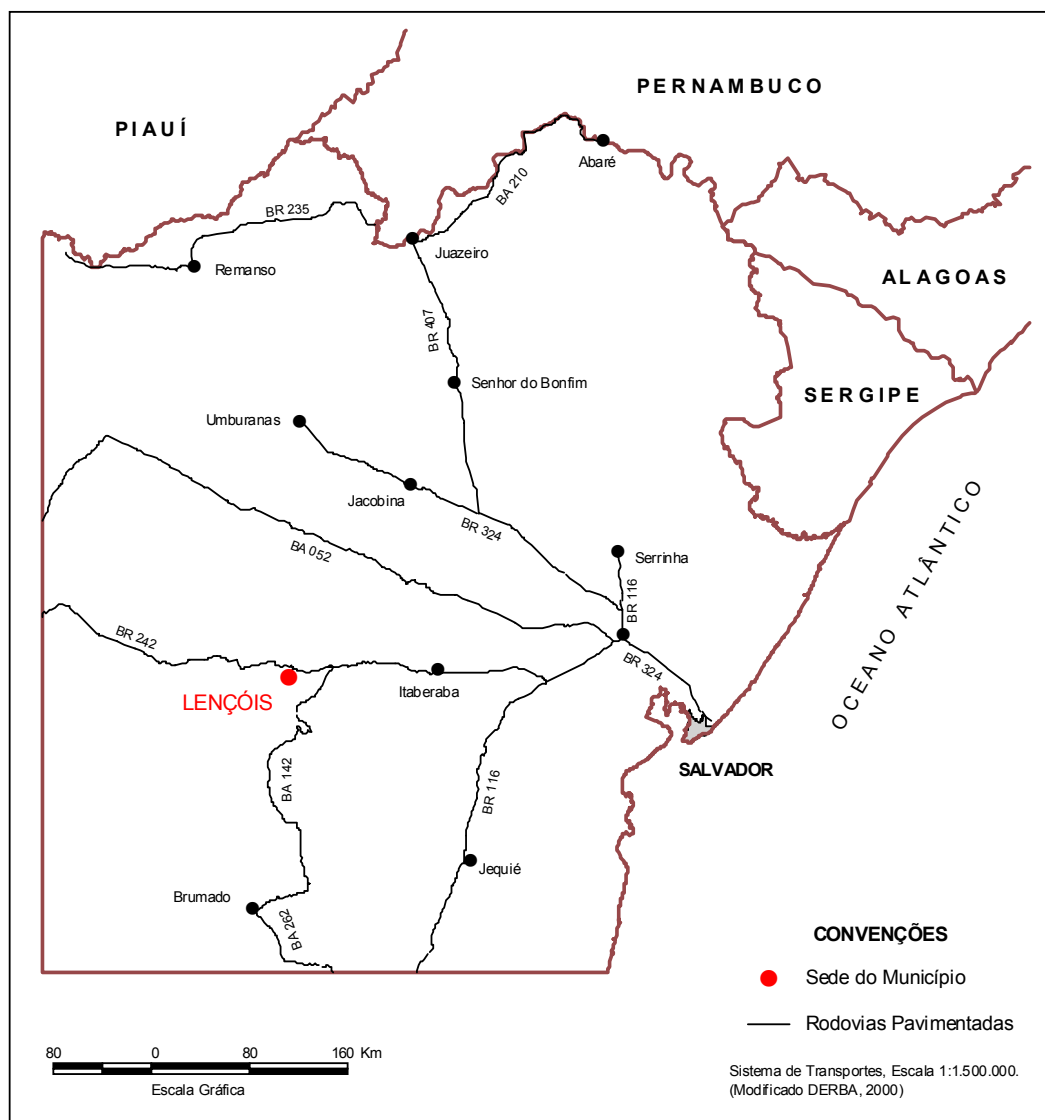 PERNAMBUCO
PIAUÍ
Abaré
BA 210
BR 235
Juazeiro
Remanso
ALAGOAS
BR 407
Senhor do Bonfim
SERGIPE
Umburanas
Jacobina
BR 324
OCEANO ATLÂNTICO
BA 052
Serrinha
BR 116
BR 242
BR 324
Itaberaba
LENÇÓIS
SALVADOR
BA 142
BR 116
Jequié
Brumado
BA 262
CONVENÇÕES
Sede do Município
Rodovias Pavimentadas
80 0 80 160 Km
Escala Gráfica
Sistema de Transportes, Escala 1:1.500.000.
(Modificado DERBA, 2000)